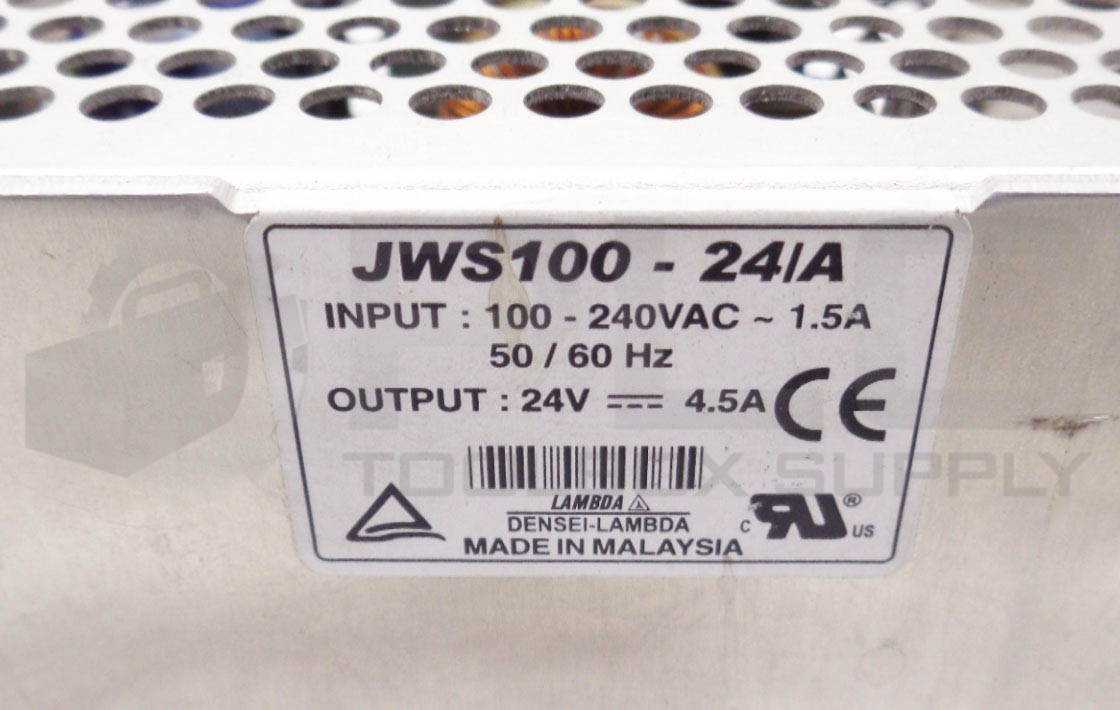 JWS100 - 24/A
INPUT : 100 - 240VAC ~ 1.5A
50 / 60 Hz
OUTPUT : 24V ⎓ 4.5A CE
LAMBDA
DENSEI-LAMBDA
MADE IN MALAYSIA
C RU ® US
TOOLBOX SUPPLY